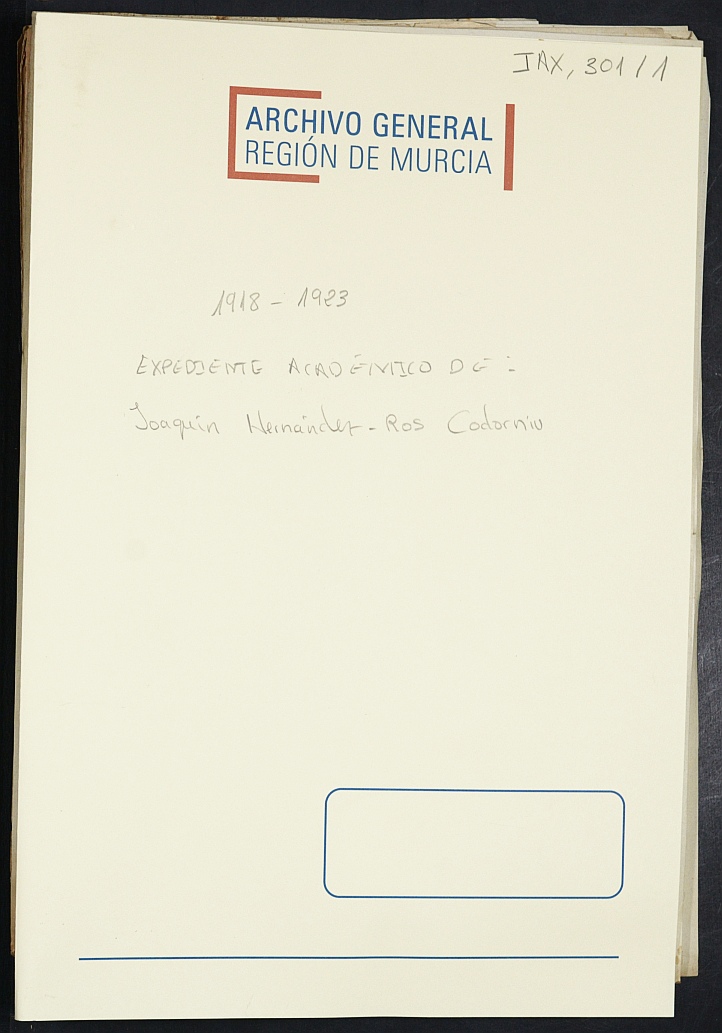 IAX, 301/1
ARCHIVO GENERAL
REGIÓN DE MURCIA
1918 - 1923
EXPEDIENTE ACADÉMICO DE:
Joaquín Hernández-Ros Codorniu